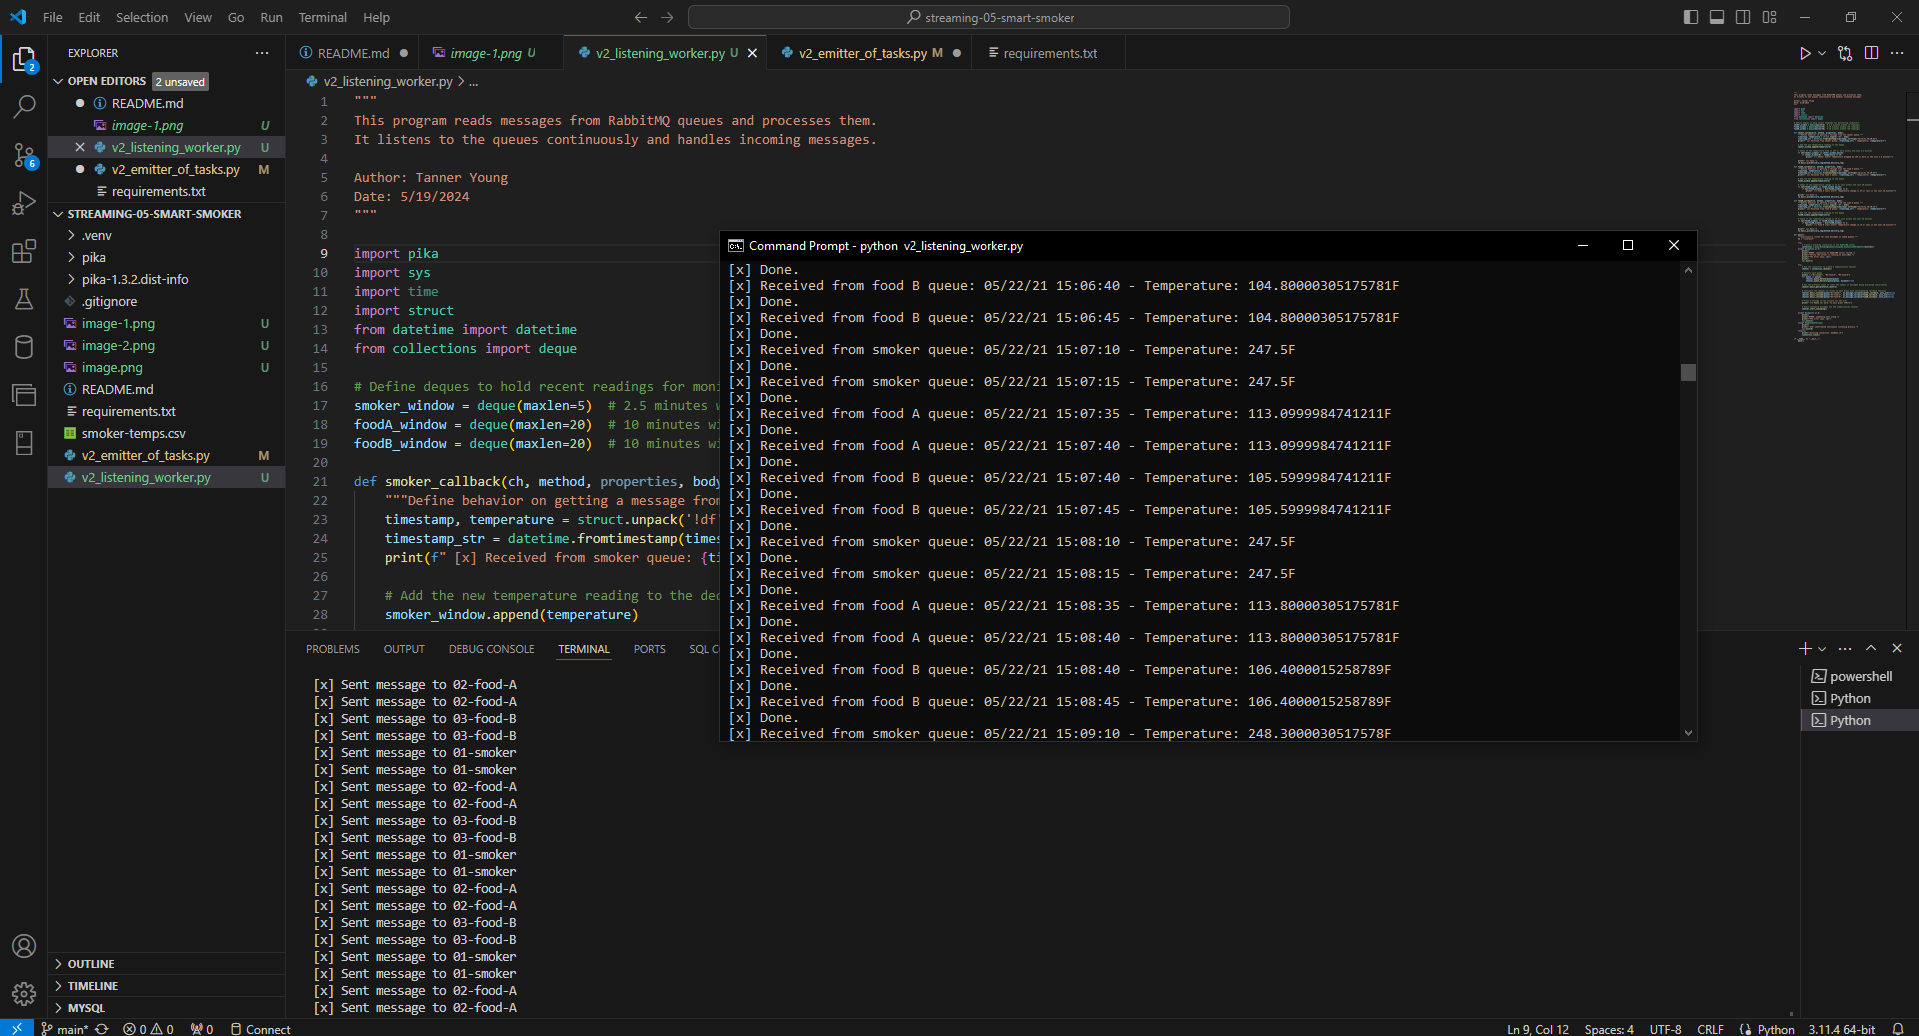 File Edit Selection View Go Run Terminal Help
streaming-05-smart-smoker
EXPLORER
OPEN EDITORS 2 unsaved
README.md
image-1.png U
v2_listening_worker.py U
v2_emitter_of_tasks.py M
requirements.txt
STREAMING-05-SMART-SMOKER
.venv
pika
pika-1.3.2.dist-info
.gitignore
image-1.png U
image-2.png U
image.png U
README.md
requirements.txt
smoker-temps.csv
v2_emitter_of_tasks.py M
v2_listening_worker.py U
OUTLINE
TIMELINE
MYSQL
2
6
README.md image-1.png U v2_listening_worker.py U v2_emitter_of_tasks.py M requirements.txt
v2_listening_worker.py > ...
1 """
2 This program reads messages from RabbitMQ queues and processes them.
3 It listens to the queues continuously and handles incoming messages.
4
5 Author: Tanner Young
6 Date: 5/19/2024
7 """
8
9 import pika
10 import sys
11 import time
12 import struct
13 from datetime import datetime
14 from collections import deque
15
16 # Define deques to hold recent readings for moni
17 smoker_window = deque(maxlen=5) # 2.5 minutes w
18 foodA_window = deque(maxlen=20) # 10 minutes wi
19 foodB_window = deque(maxlen=20) # 10 minutes wi
20
21 def smoker_callback(ch, method, properties, body
22 """Define behavior on getting a message from
23 timestamp, temperature = struct.unpack('!df'
24 timestamp_str = datetime.fromtimestamp(times
25 print(f" [x] Received from smoker queue: {ti
26
27 # Add the new temperature reading to the dec
28 smoker_window.append(temperature)
Command Prompt - python v2_listening_worker.py
[x] Done.
[x] Received from food B queue: 05/22/21 15:06:40 - Temperature: 104.80000305175781F
[x] Done.
[x] Received from food B queue: 05/22/21 15:06:45 - Temperature: 104.80000305175781F
[x] Done.
[x] Received from smoker queue: 05/22/21 15:07:10 - Temperature: 247.5F
[x] Done.
[x] Received from smoker queue: 05/22/21 15:07:15 - Temperature: 247.5F
[x] Done.
[x] Received from food A queue: 05/22/21 15:07:35 - Temperature: 113.0999984741211F
[x] Done.
[x] Received from food A queue: 05/22/21 15:07:40 - Temperature: 113.0999984741211F
[x] Done.
[x] Received from food B queue: 05/22/21 15:07:40 - Temperature: 105.5999984741211F
[x] Done.
[x] Received from food B queue: 05/22/21 15:07:45 - Temperature: 105.5999984741211F
[x] Done.
[x] Received from smoker queue: 05/22/21 15:08:10 - Temperature: 247.5F
[x] Done.
[x] Received from smoker queue: 05/22/21 15:08:15 - Temperature: 247.5F
[x] Done.
[x] Received from food A queue: 05/22/21 15:08:35 - Temperature: 113.80000305175781F
[x] Done.
[x] Received from food A queue: 05/22/21 15:08:40 - Temperature: 113.80000305175781F
[x] Done.
[x] Received from food B queue: 05/22/21 15:08:40 - Temperature: 106.4000015258789F
[x] Done.
[x] Received from food B queue: 05/22/21 15:08:45 - Temperature: 106.4000015258789F
[x] Done.
[x] Received from smoker queue: 05/22/21 15:09:10 - Temperature: 248.3000030517578F
PROBLEMS OUTPUT DEBUG CONSOLE TERMINAL PORTS SQL C
[x] Sent message to 02-food-A
[x] Sent message to 02-food-A
[x] Sent message to 03-food-B
[x] Sent message to 03-food-B
[x] Sent message to 01-smoker
[x] Sent message to 01-smoker
[x] Sent message to 02-food-A
[x] Sent message to 02-food-A
[x] Sent message to 03-food-B
[x] Sent message to 03-food-B
[x] Sent message to 01-smoker
[x] Sent message to 01-smoker
[x] Sent message to 02-food-A
[x] Sent message to 02-food-A
[x] Sent message to 03-food-B
[x] Sent message to 03-food-B
[x] Sent message to 01-smoker
[x] Sent message to 01-smoker
[x] Sent message to 02-food-A
[x] Sent message to 02-food-A
powershell
Python
Python
main* 0 0 0 Connect
Ln 9, Col 12 Spaces: 4 UTF-8 CRLF Python 3.11.4 64-bit